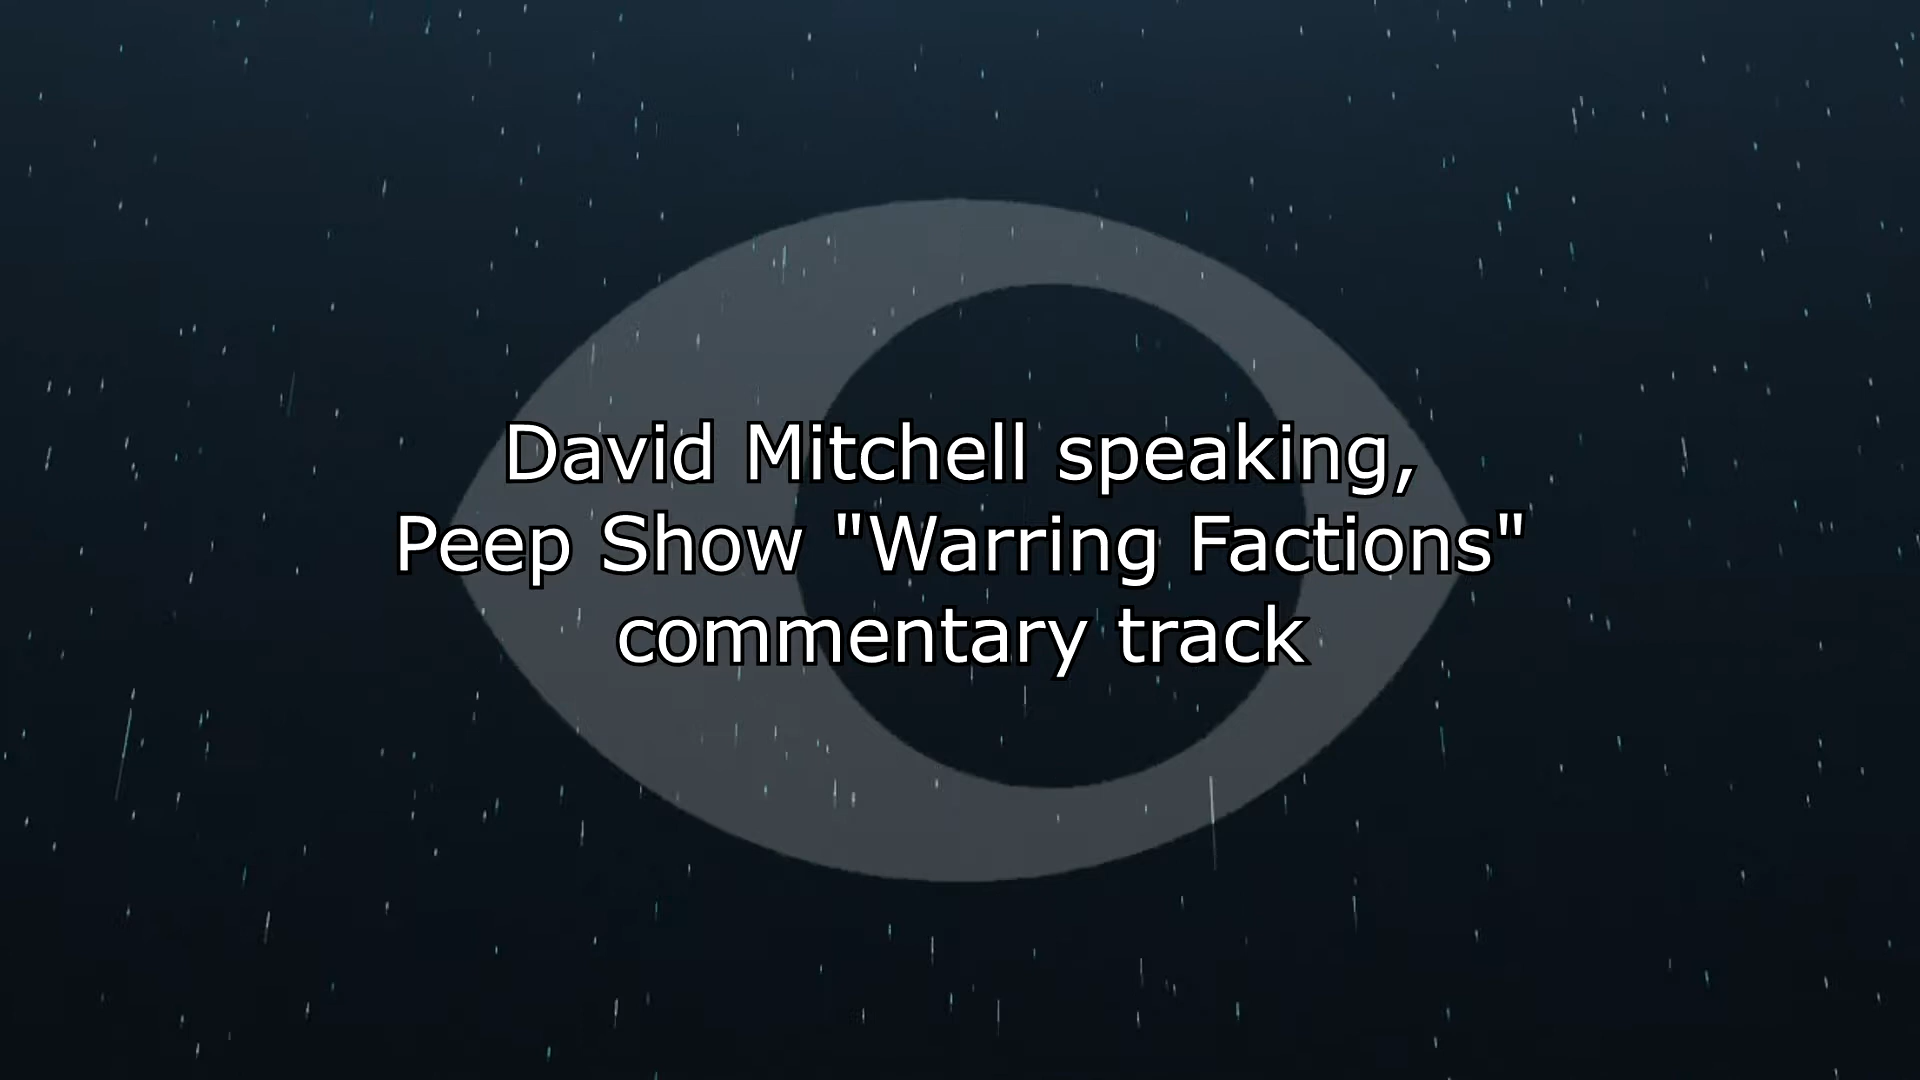 David Mitchell speaking,
Peep Show "Warring Factions"
commentary track